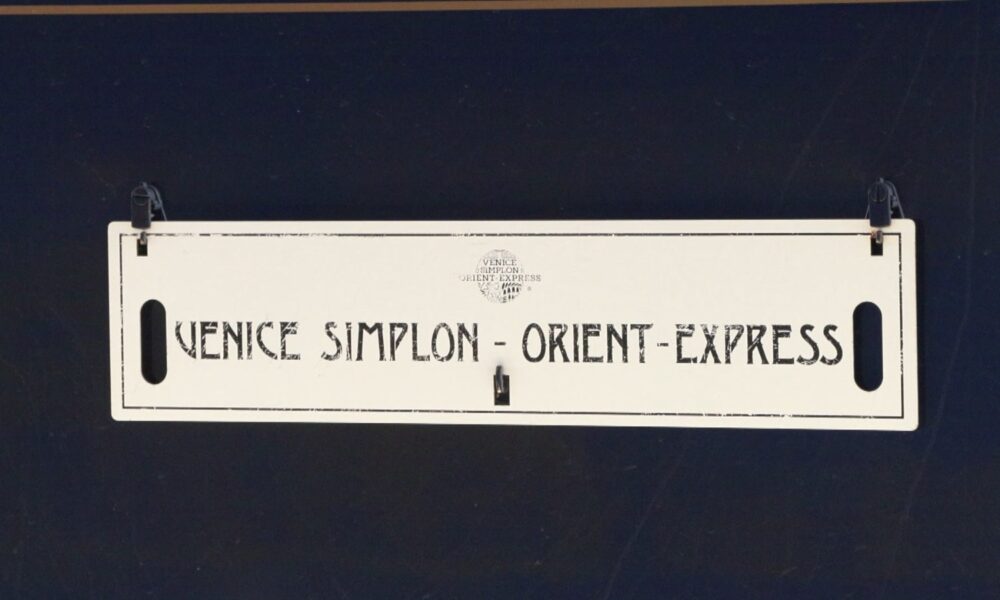 VENICE
SIMPLON
ORIENT-EXPRESS
VENICE SIMPLON - ORIENT-EXPRESS